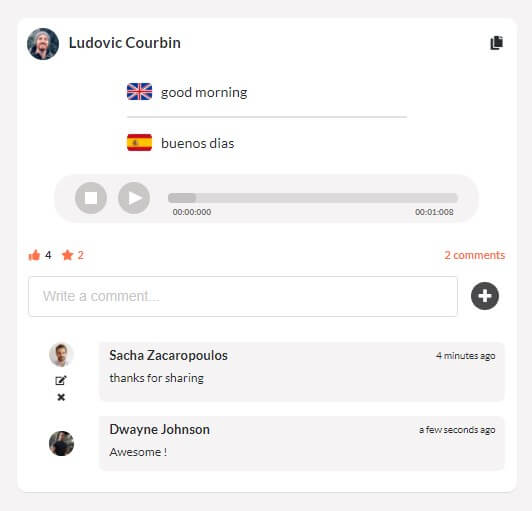 Ludovic Courbin
good morning
buenos dias
00:00:000 00:01:008
4 2 2 comments
Write a comment...
Sacha Zacaropoulos 4 minutes ago
thanks for sharing
Dwayne Johnson a few seconds ago
Awesome !